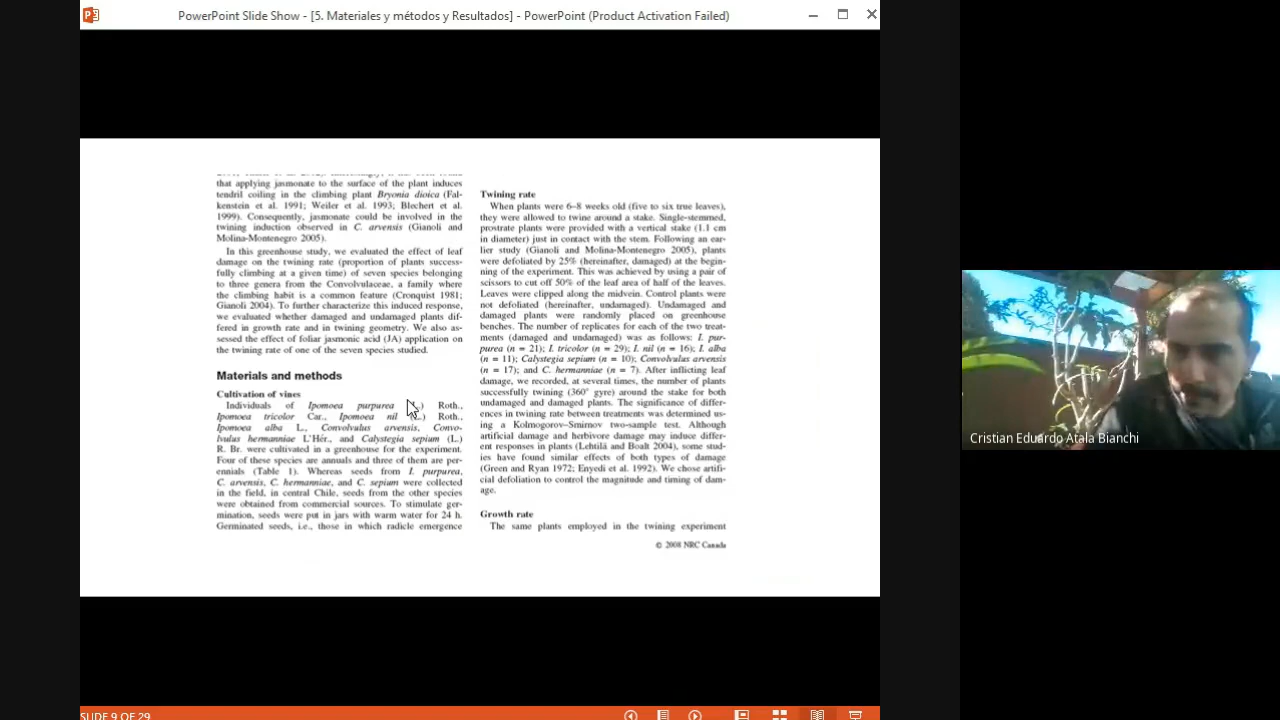 PowerPoint Slide Show - [5. Materiales y métodos y Resultados] - PowerPoint (Product Activation Failed)
that applying jasmonate to the surface of the plant induces
tendril coiling in the climbing plant Bryonia dioica (Fal-
kenstein et al. 1991; Weiler et al. 1993; Blechert et al.
1999). Consequently, jasmonate could be involved in the
twining induction observed in C. arvensis (Gianoli and
Molina-Montenegro 2005).
In this greenhouse study, we evaluated the effect of leaf
damage on the twining rate (proportion of plants success-
fully climbing at a given time) of seven species belonging
to three genera from the Convolvulaceae, a family where
the climbing habit is a common feature (Cronquist 1981;
Gianoli 2004). To further characterize this induced response,
we evaluated whether damaged and undamaged plants dif-
fered in growth rate and in twining geometry. We also as-
sessed the effect of foliar jasmonic acid (JA) application on
the twining rate of one of the seven species studied.
Materials and methods
Cultivation of vines
Individuals of Ipomoea purpurea L.) Roth.,
Ipomoea tricolor Car., Ipomoea nil (L.) Roth.,
Ipomoea alba L., Convolvulus arvensis, Convo-
lvulus hermanniae L'Hér., and Calystegia sepium (L.)
R. Br. were cultivated in a greenhouse for the experiment.
Four of these species are annuals and three of them are per-
ennials (Table 1). Whereas seeds from I. purpurea,
C. arvensis, C. hermanniae, and C. sepium were collected
in the field, in central Chile, seeds from the other species
were obtained from commercial sources. To stimulate ger-
mination, seeds were put in jars with warm water for 24 h.
Germinated seeds, i.e., those in which radicle emergence
Twining rate
When plants were 6–8 weeks old (five to six true leaves),
they were allowed to twine around a stake. Single-stemmed,
prostrate plants were provided with a vertical stake (1.1 cm
in diameter) just in contact with the stem. Following an ear-
lier study (Gianoli and Molina-Montenegro 2005), plants
were defoliated by 25% (hereinafter, damaged) at the begin-
ning of the experiment. This was achieved by using a pair of
scissors to cut off 50% of the leaf area of half of the leaves.
Leaves were clipped along the midvein. Control plants were
not defoliated (hereinafter, undamaged). Undamaged and
damaged plants were randomly placed on greenhouse
benches. The number of replicates for each of the two treat-
ments (damaged and undamaged) was as follows: I. pur-
purea (n = 21); I. tricolor (n = 29); I. nil (n = 16); I. alba
(n = 11); Calystegia sepium (n = 10); Convolvulus arvensis
(n = 17); and C. hermanniae (n = 7). After inflicting leaf
damage, we recorded, at several times, the number of plants
successfully twining (360° gyre) around the stake for both
undamaged and damaged plants. The significance of differ-
ences in twining rate between treatments was determined us-
ing a Kolmogorov–Smirnov two-sample test. Although
artificial damage and herbivore damage may induce differ-
ent responses in plants (Lehtilä and Boalt 2004), some stud-
ies have found similar effects of both types of damage
(Green and Ryan 1972; Enyedi et al. 1992). We chose artifi-
cial defoliation to control the magnitude and timing of dam-
age.
Growth rate
The same plants employed in the twining experiment
© 2008 NRC Canada
SLIDE 9 OF 29
Cristian Eduardo Atala Bianchi